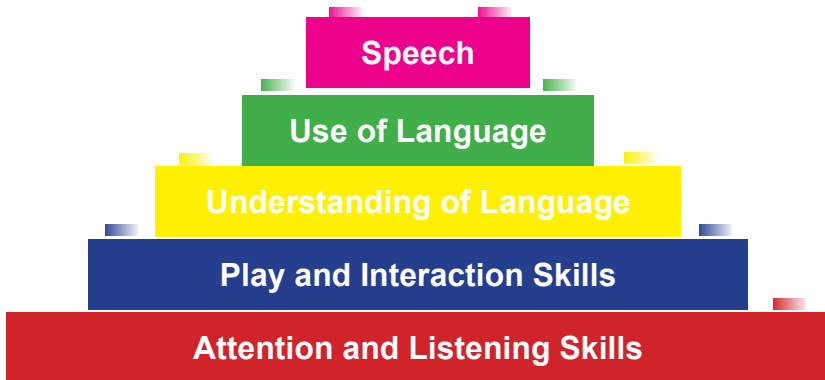 Speech
Use of Language
Understanding of Language
Play and Interaction Skills
Attention and Listening Skills